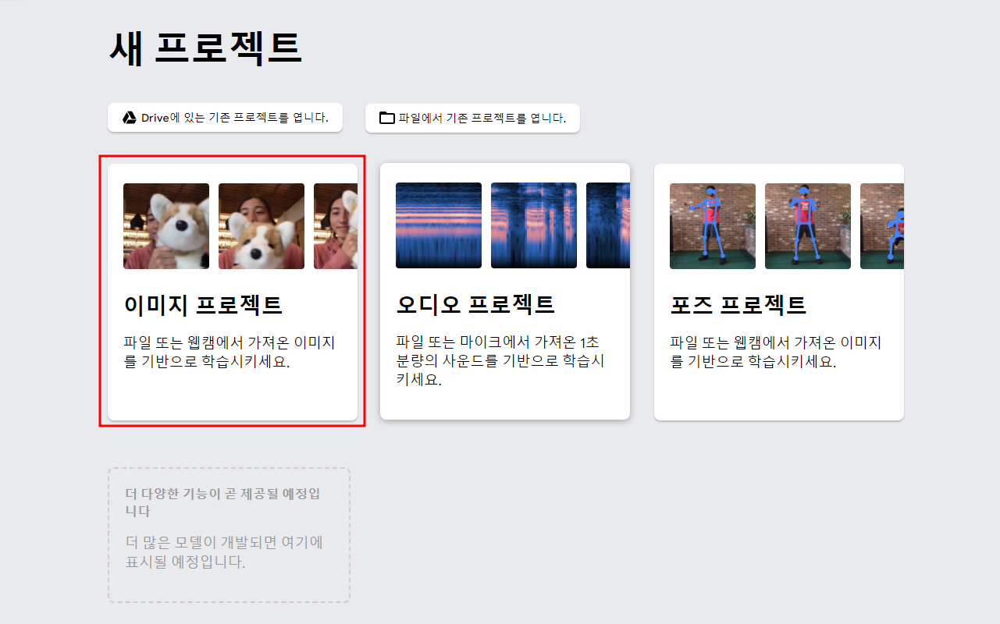 새 프로젝트
Drive에 있는 기존 프로젝트를 엽니다.
파일에서 기존 프로젝트를 엽니다.
이미지 프로젝트
파일 또는 웹캠에서 가져온 이미지
를 기반으로 학습시키세요.
오디오 프로젝트
파일 또는 마이크에서 가져온 1초
분량의 사운드를 기반으로 학습시
키세요.
포즈 프로젝트
파일 또는 웹캠에서 가져온 이미지
를 기반으로 학습시키세요.
더 다양한 기능이 곧 제공될 예정입
니다
더 많은 모델이 개발되면 여기에
표시될 예정입니다.